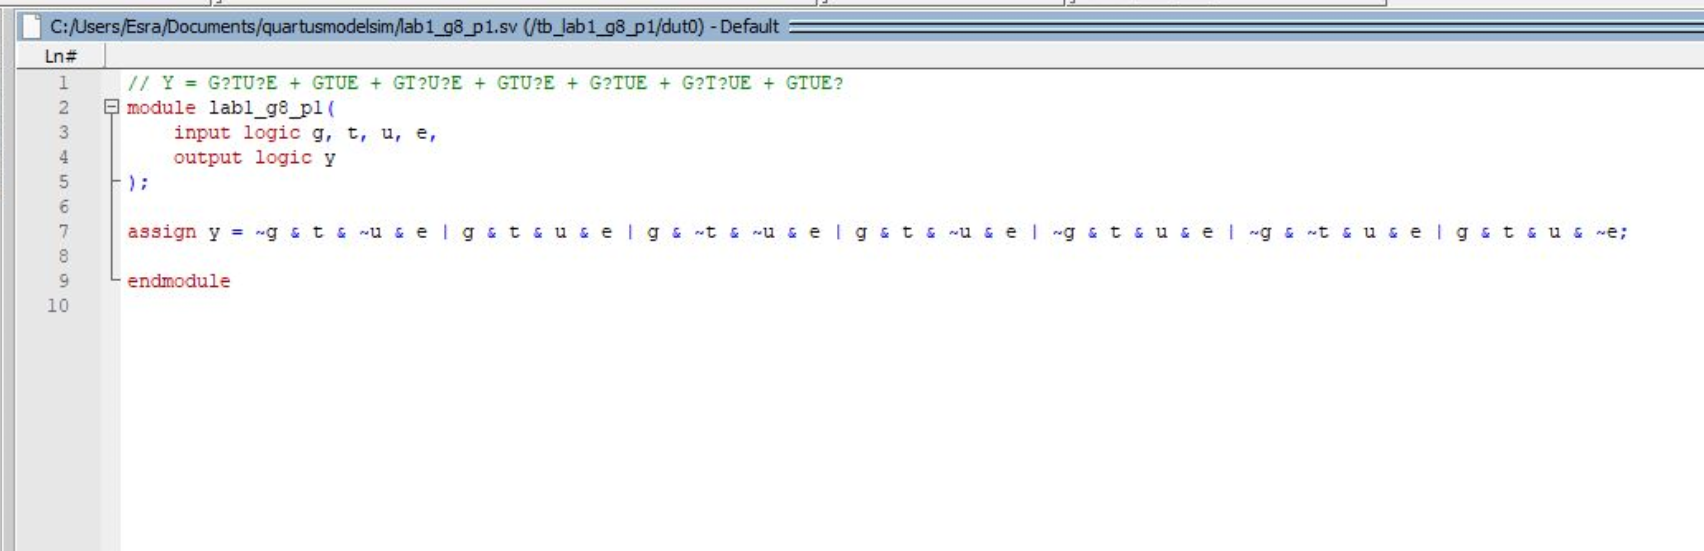 C:/Users/Esra/Documents/quartusmodelsim/lab1_g8_p1.sv (/tb_lab1_g8_p1/dut0) - Default
Ln#
1 // Y = G?TU?E + GTUE + GT?U?E + GTU?E + G?TUE + G?T?UE + GTUE?
2 module lab1_g8_p1(
3 input logic g, t, u, e,
4 output logic y
5 );
6
7 assign y = ~g & t & ~u & e | g & t & u & e | g & ~t & ~u & e | g & t & ~u & e | ~g & t & u & e | ~g & ~t & u & e | g & t & u & ~e;
8
9 endmodule
10